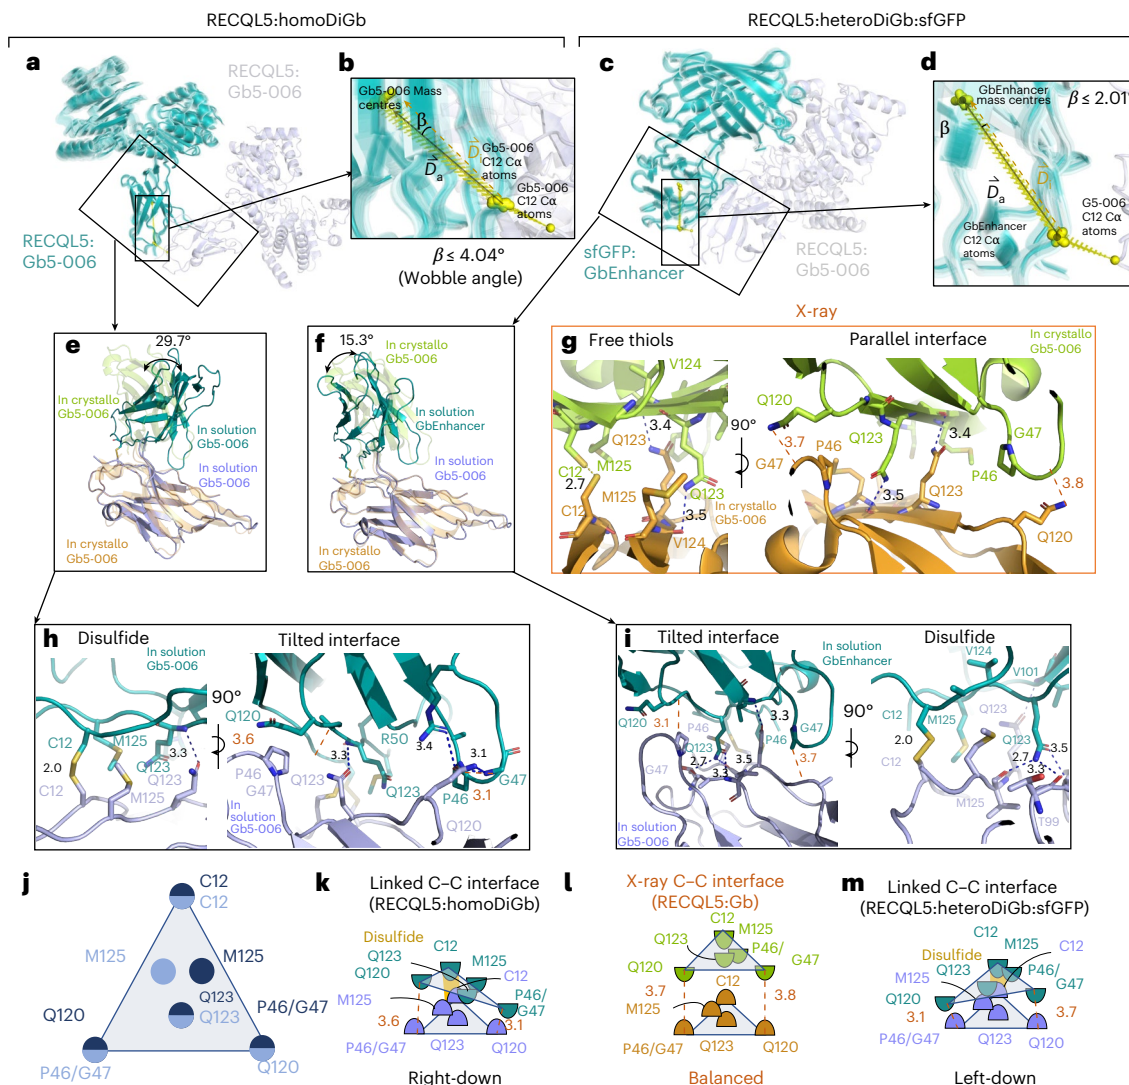 RECQL5:homoDiGb
RECQL5:heteroDiGb:sfGFP
a
RECQL5:
Gb5-006
RECQL5:
Gb5-006
b
Gb5-006 Mass
centres
β
D⃗a
D⃗i
Gb5-006
C12 Cα
atoms
Gb5-006
C12 Cα
atoms
β ≤ 4.04°
(Wobble angle)
c
sfGFP:
GbEnhancer
RECQL5:
Gb5-006
d
GbEnhancer
mass centres
β ≤ 2.01°
β
D⃗a
D⃗i
GbEnhancer
C12 Cα
atoms
G5-006
C12 Cα
atoms
e
29.7°
In crystallo
Gb5-006
In solution
Gb5-006
In solution
Gb5-006
In crystallo
Gb5-006
f
15.3°
In crystallo
Gb5-006
In solution
GbEnhancer
In solution
Gb5-006
In crystallo
Gb5-006
X-ray
g
Free thiols
Parallel interface
In crystallo
Gb5-006
V124
3.4
Q123
C12
M125
2.7
M125
Q123
C12
3.5
V124
In crystallo
Gb5-006
90°
Q120
3.7
P46
G47
Q123
3.4
G47
P46
3.5
Q123
3.8
Q120
h
Disulfide
Tilted interface
In solution
Gb5-006
C12
M125
2.0
Q123
3.3
Q123
C12
M125
90°
Q120
3.6
P46
G47
3.3
Q123
R50
3.4
3.1
G47
Q123
P46
3.1
Q120
In solution
Gb5-006
i
Tilted interface
Disulfide
In solution
GbEnhancer
Q120
3.1
3.3
G47
Q123
P46
G47
2.7
3.5
3.3
3.7
In solution
Gb5-006
90°
V124
V101
C12
M125
Q123
2.0
Q123
C12
2.7
3.5
3.3
M125
T99
j
C12
C12
M125
M125
Q123
Q123
Q120
P46/G47
P46/G47
Q120
k
Linked C–C interface
(RECQL5:homoDiGb)
Disulfide
C12
Q123
M125
Q120
C12
M125
P46/
G47
3.6
3.1
P46/G47
Q123
Q120
Right-down
l
X-ray C–C interface
(RECQL5:Gb)
C12
M125
Q123
P46/
G47
Q120
C12
3.7
3.8
M125
P46/G47
Q123
Q120
Balanced
m
Linked C–C interface
(RECQL5:heteroDiGb:sfGFP)
C12
Disulfide
M125
C12
Q123
M125
P46/
G47
Q120
3.1
3.7
P46/G47
Q123
Q120
Left-down